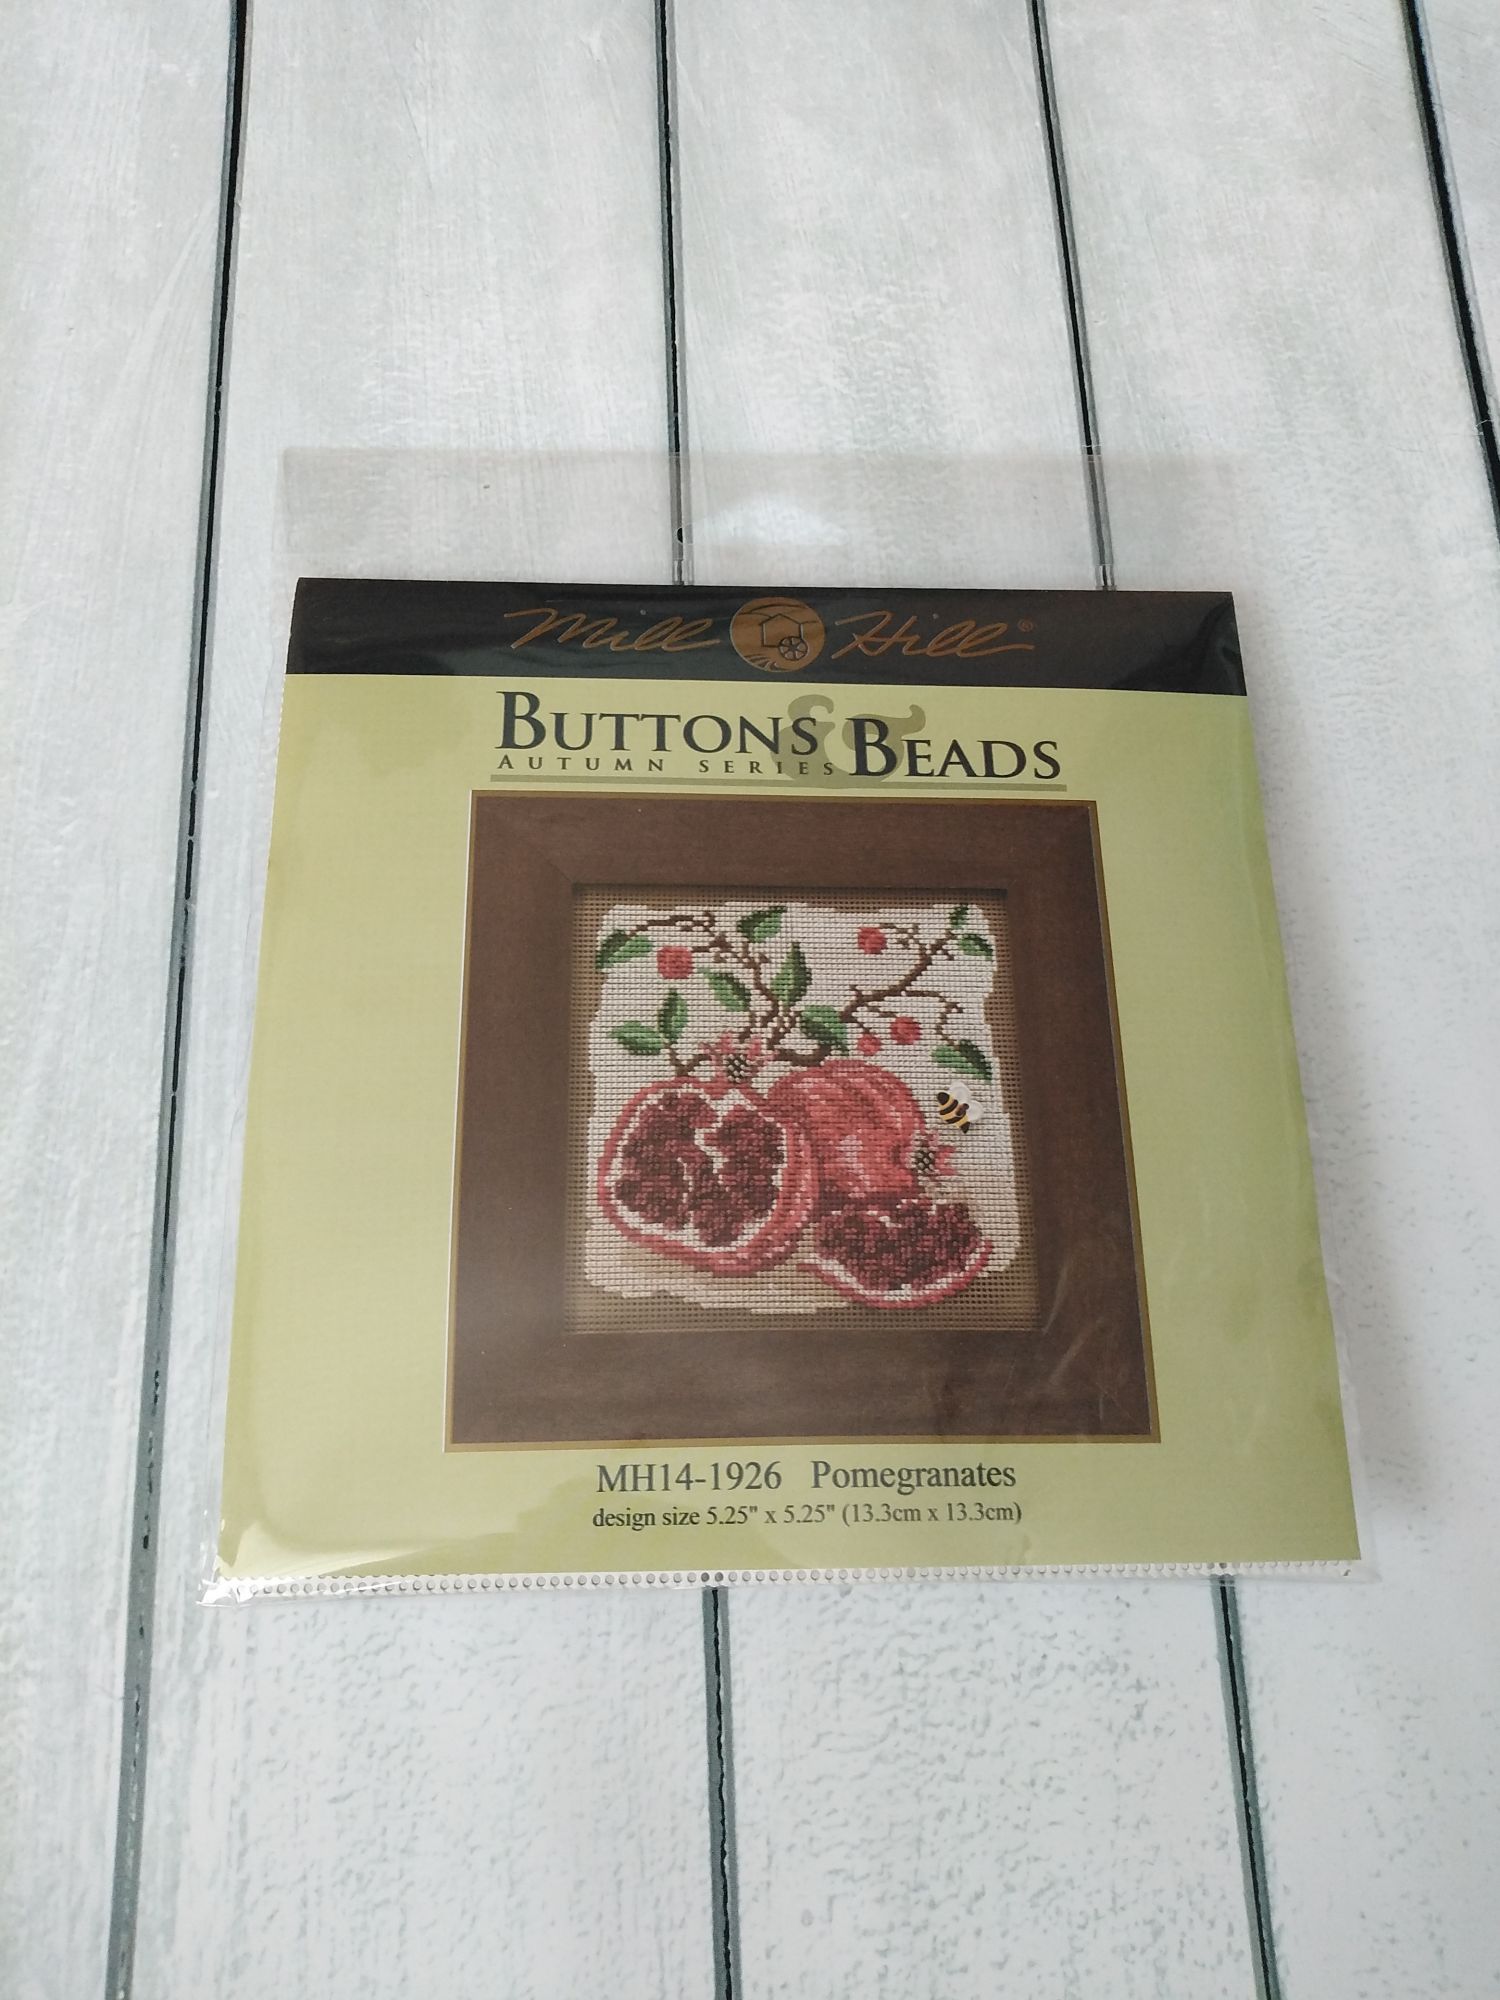 Mill Hill®
BUTTONS & BEADS
AUTUMN SERIES
MH14-1926 Pomegranates
design size 5.25" x 5.25" (13.3cm x 13.3cm)